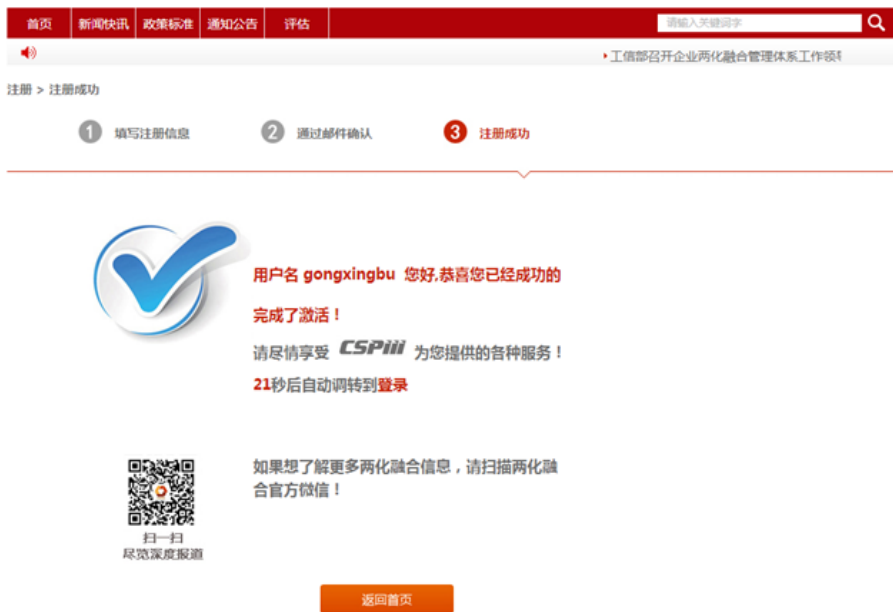 首页 新闻快讯 政策标准 通知公告 评估 请输入关键词字
工信部召开企业两化融合管理体系工作领导
注册 > 注册成功
1 填写注册信息 2 通过邮件确认 3 注册成功
用户名 gongxingbu 您好,恭喜您已经成功的
完成了激活！
请尽情享受 CSPiii 为您提供的各种服务！
21秒后自动调转到登录
如果想了解更多两化融合信息，请扫描两化融
合官方微信！
扫一扫
尽览深度报道
返回首页